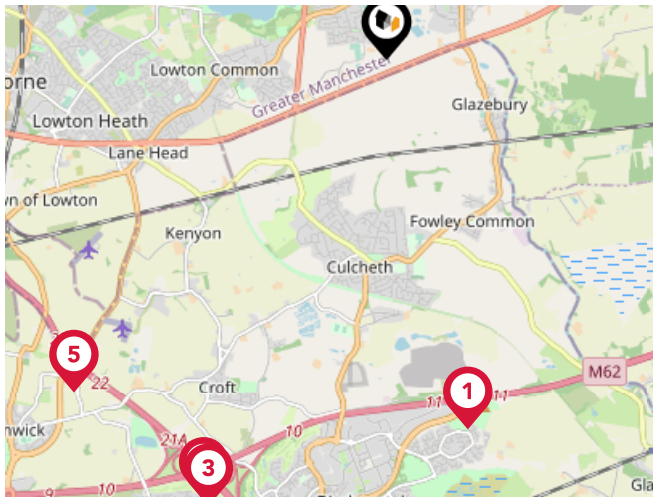 Lowton Common
orne
Greater Manchester
Glazebury
Lowton Heath
Lane Head
wn of Lowton
Fowley Common
Kenyon
Culcheth
5
22
M62
Croft
1
11
11
nwick
10
21A
3
9
10
Gla